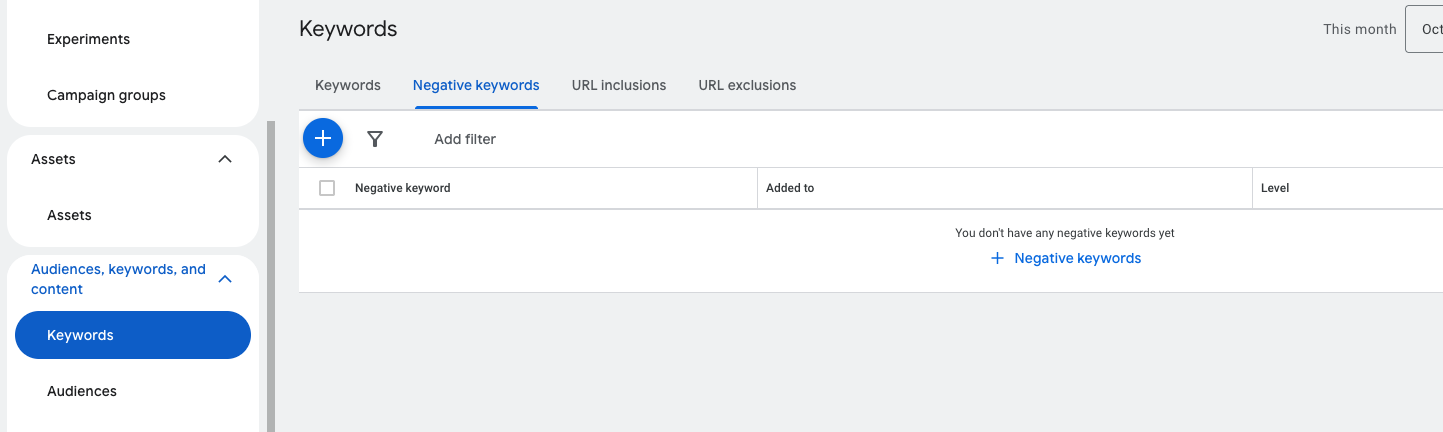 Experiments
Campaign groups
Assets
Assets
Audiences, keywords, and
content
Keywords
Audiences
Keywords
This month
Oct
Keywords
Negative keywords
URL inclusions
URL exclusions
Add filter
Negative keyword
Added to
Level
You don't have any negative keywords yet
Negative keywords